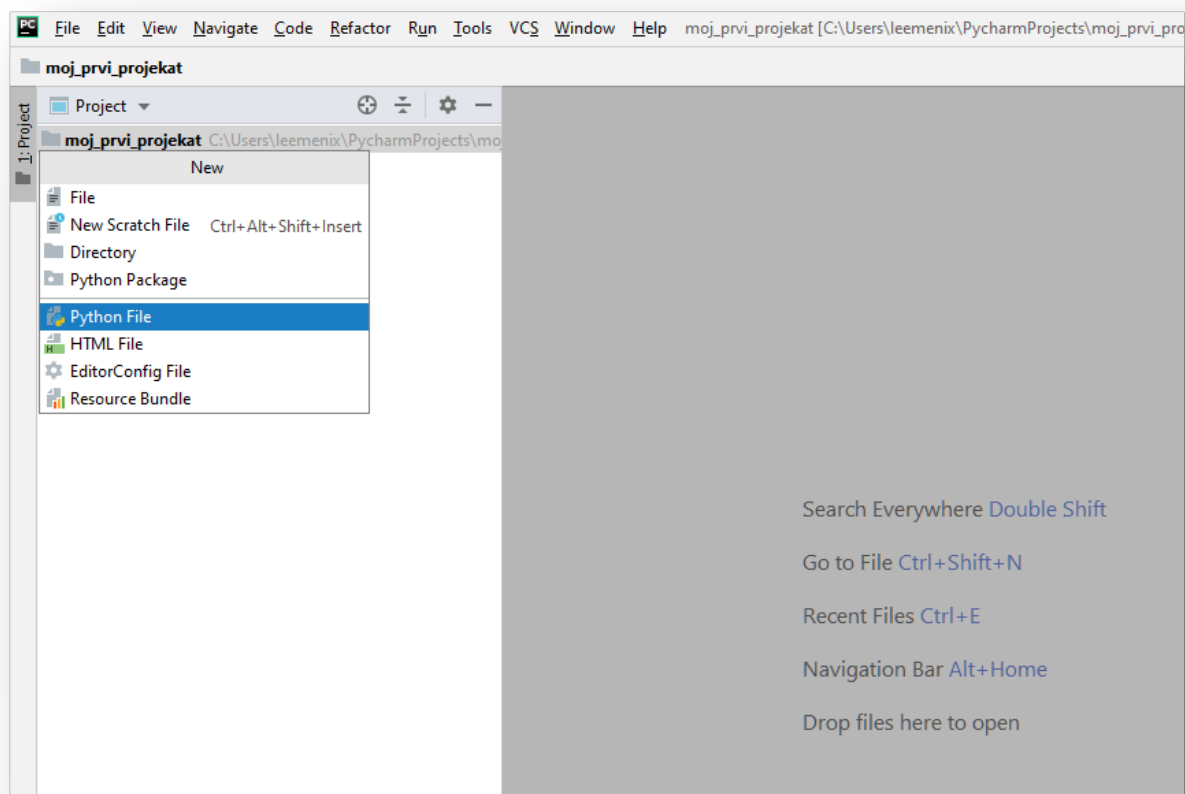 PC File Edit View Navigate Code Refactor Run Tools VCS Window Help moj_prvi_projekat [C:\Users\leemenix\PycharmProjects\moj_prvi_pro
moj_prvi_projekat
1: Project
Project
moj_prvi_projekat C:\Users\leemenix\PycharmProjects\mo
New
File
New Scratch File Ctrl+Alt+Shift+Insert
Directory
Python Package
Python File
HTML File
EditorConfig File
Resource Bundle
Search Everywhere Double Shift
Go to File Ctrl+Shift+N
Recent Files Ctrl+E
Navigation Bar Alt+Home
Drop files here to open